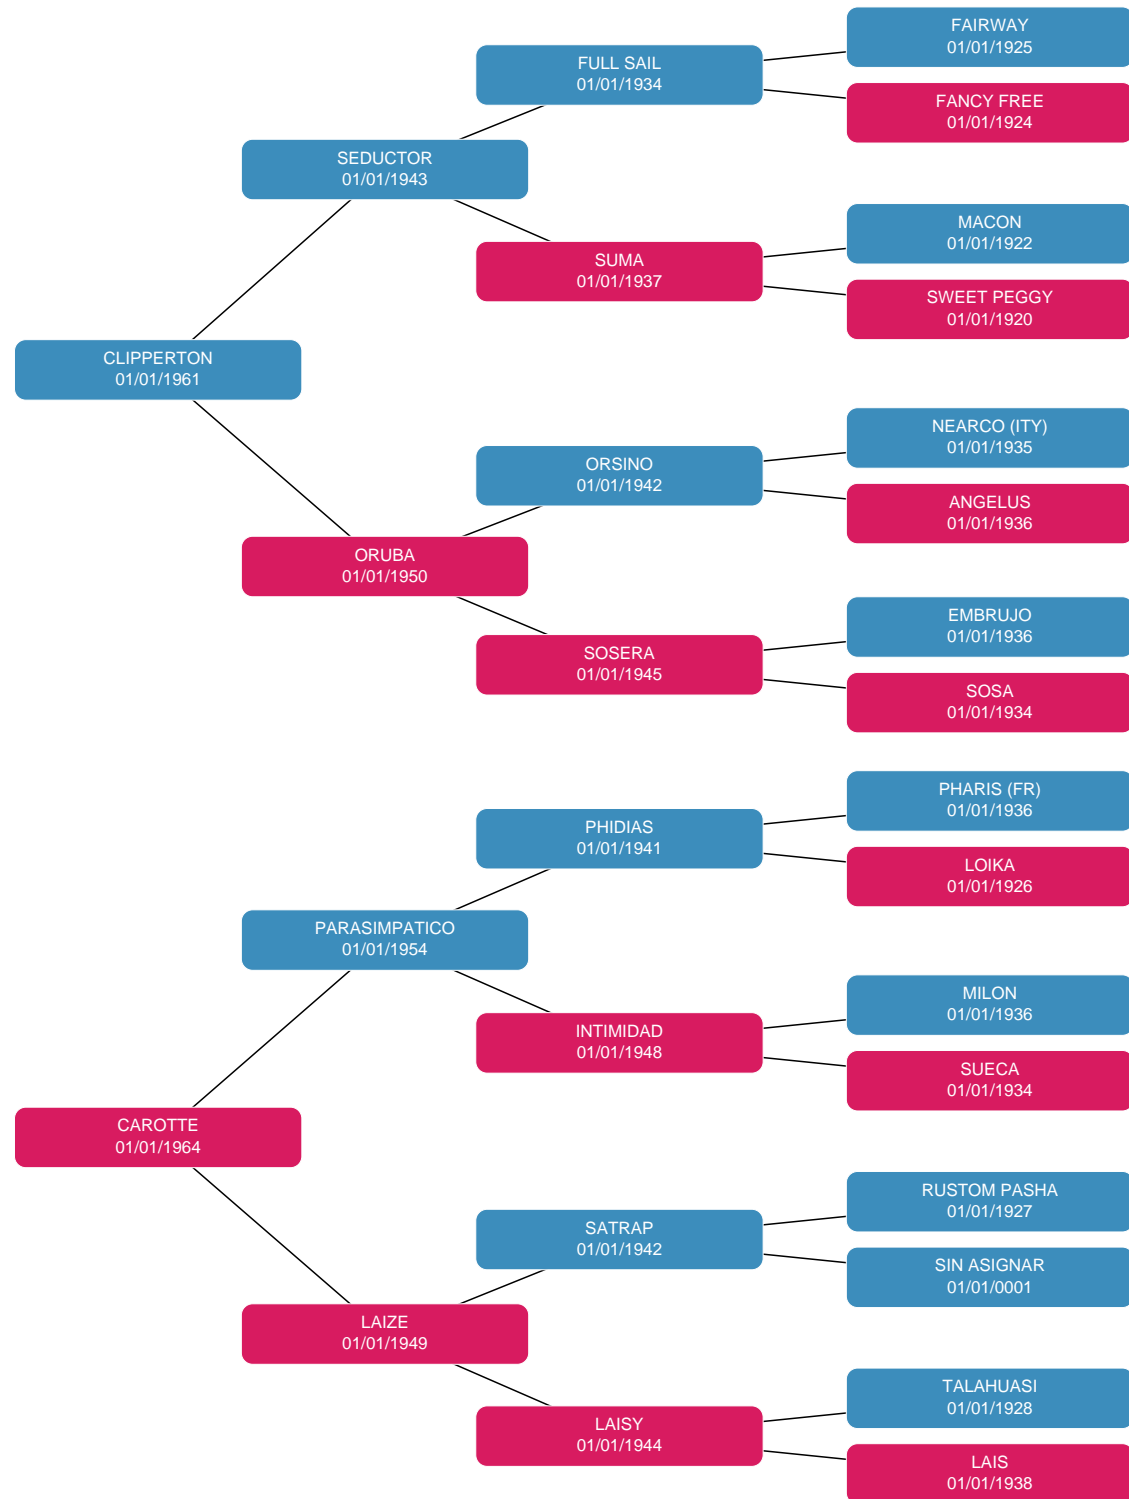 FAIRWAY
01/01/1925
FULL SAIL
01/01/1934
FANCY FREE
01/01/1924
SEDUCTOR
01/01/1943
MACON
01/01/1922
SUMA
01/01/1937
SWEET PEGGY
01/01/1920
CLIPPERTON
01/01/1961
NEARCO (ITY)
01/01/1935
ORSINO
01/01/1942
ANGELUS
01/01/1936
ORUBA
01/01/1950
EMBRUJO
01/01/1936
SOSERA
01/01/1945
SOSA
01/01/1934
PHARIS (FR)
01/01/1936
PHIDIAS
01/01/1941
LOIKA
01/01/1926
PARASIMPATICO
01/01/1954
MILON
01/01/1936
INTIMIDAD
01/01/1948
SUECA
01/01/1934
CAROTTE
01/01/1964
RUSTOM PASHA
01/01/1927
SATRAP
01/01/1942
SIN ASIGNAR
01/01/0001
LAIZE
01/01/1949
TALAHUASI
01/01/1928
LAISY
01/01/1944
LAIS
01/01/1938